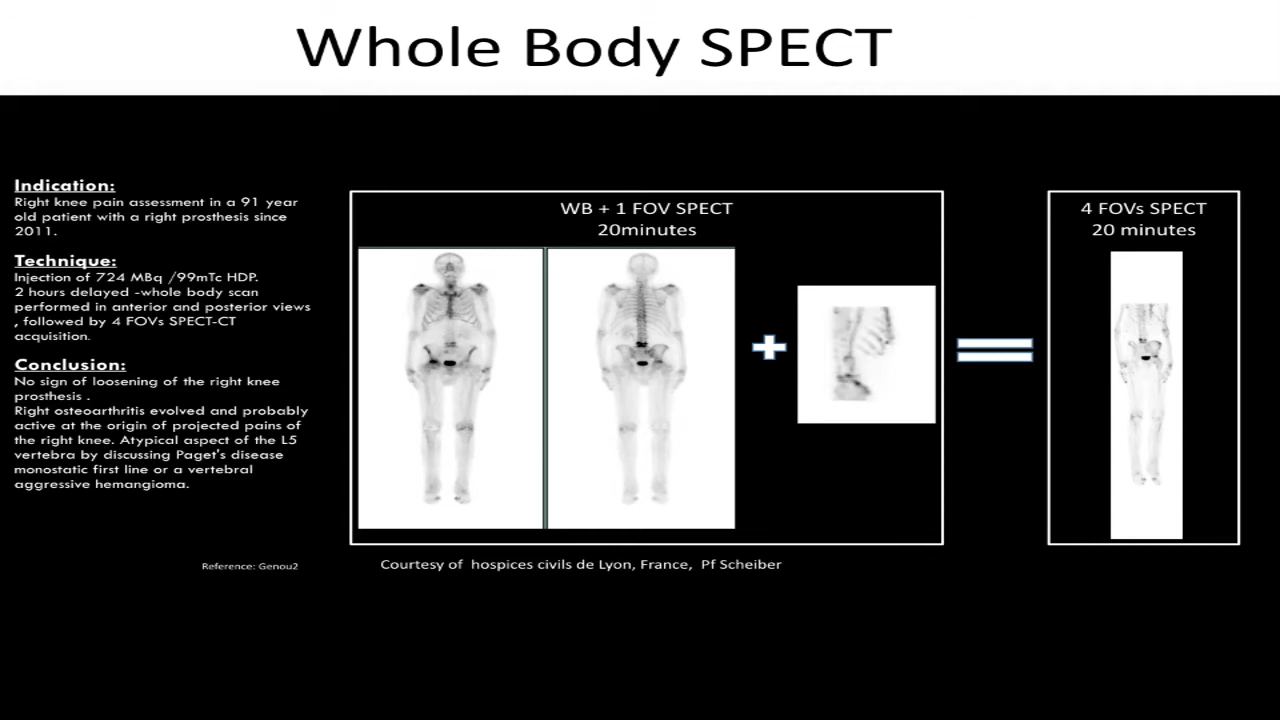 Whole Body SPECT
Indication:
Right knee pain assessment in a 91 year
old patient with a right prosthesis since
2011.
Technique:
Injection of 724 MBq /99mTc HDP.
2 hours delayed -whole body scan
performed in anterior and posterior views
, followed by 4 FOVs SPECT-CT
acquisition.
Conclusion:
No sign of loosening of the right knee
prosthesis .
Right osteoarthritis evolved and probably
active at the origin of projected pains of
the right knee. Atypical aspect of the L5
vertebra by discussing Paget's disease
monostatic first line or a vertebral
aggressive hemangioma.
Reference: Genou2
WB + 1 FOV SPECT
20minutes
4 FOVs SPECT
20 minutes
Courtesy of hospices civils de Lyon, France, Pf Scheiber